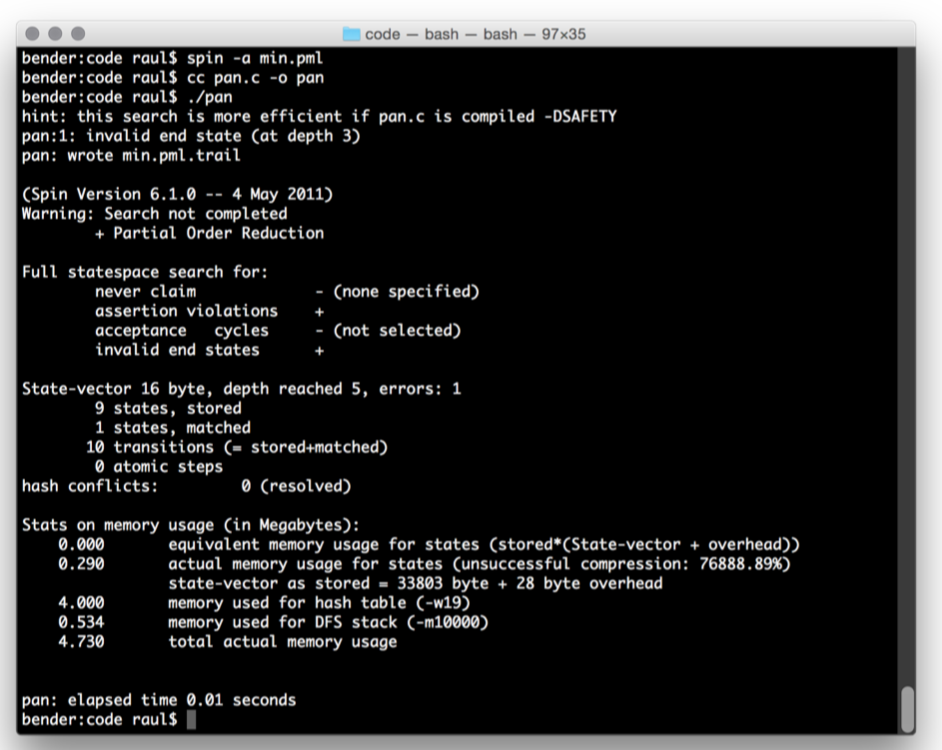 code — bash — bash — 97×35
bender:code raul$ spin -a min.pml
bender:code raul$ cc pan.c -o pan
bender:code raul$ ./pan
hint: this search is more efficient if pan.c is compiled -DSAFETY
pan:1: invalid end state (at depth 3)
pan: wrote min.pml.trail
(Spin Version 6.1.0 -- 4 May 2011)
Warning: Search not completed
+ Partial Order Reduction
Full statespace search for:
never claim - (none specified)
assertion violations +
acceptance cycles - (not selected)
invalid end states +
State-vector 16 byte, depth reached 5, errors: 1
9 states, stored
1 states, matched
10 transitions (= stored+matched)
0 atomic steps
hash conflicts: 0 (resolved)
Stats on memory usage (in Megabytes):
0.000 equivalent memory usage for states (stored*(State-vector + overhead))
0.290 actual memory usage for states (unsuccessful compression: 76888.89%)
state-vector as stored = 33803 byte + 28 byte overhead
4.000 memory used for hash table (-w19)
0.534 memory used for DFS stack (-m10000)
4.730 total actual memory usage
pan: elapsed time 0.01 seconds
bender:code raul$